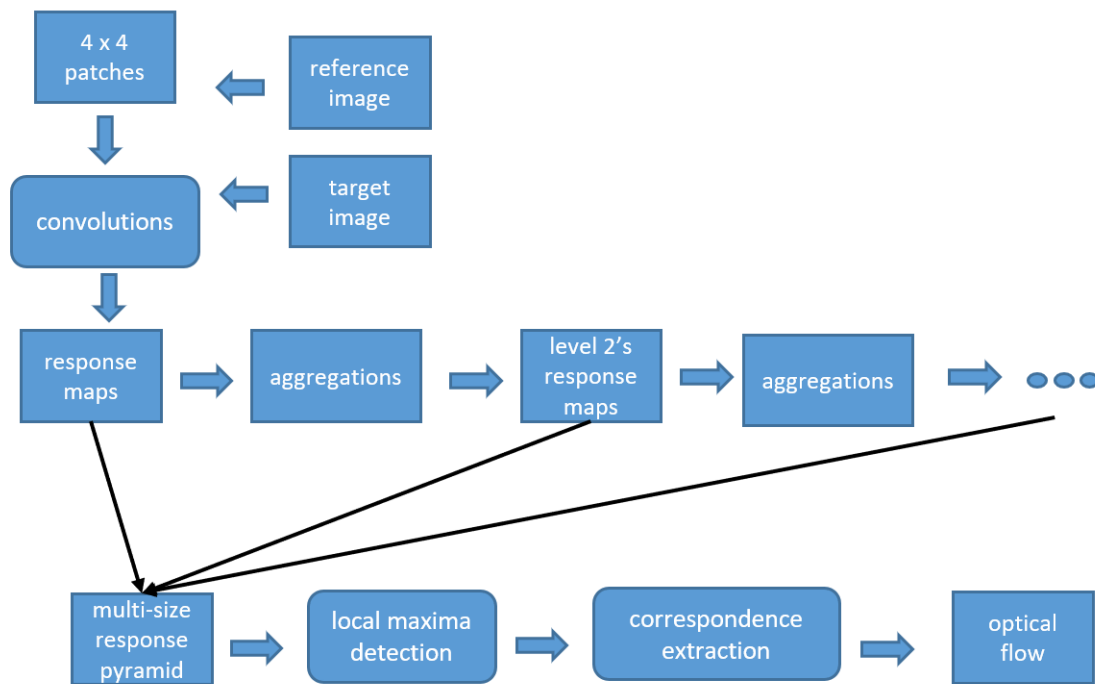 4 x 4
patches
reference
image
target
image
convolutions
response
maps
aggregations
level 2's
response
maps
aggregations
multi-size
response
pyramid
local maxima
detection
correspondence
extraction
optical
flow